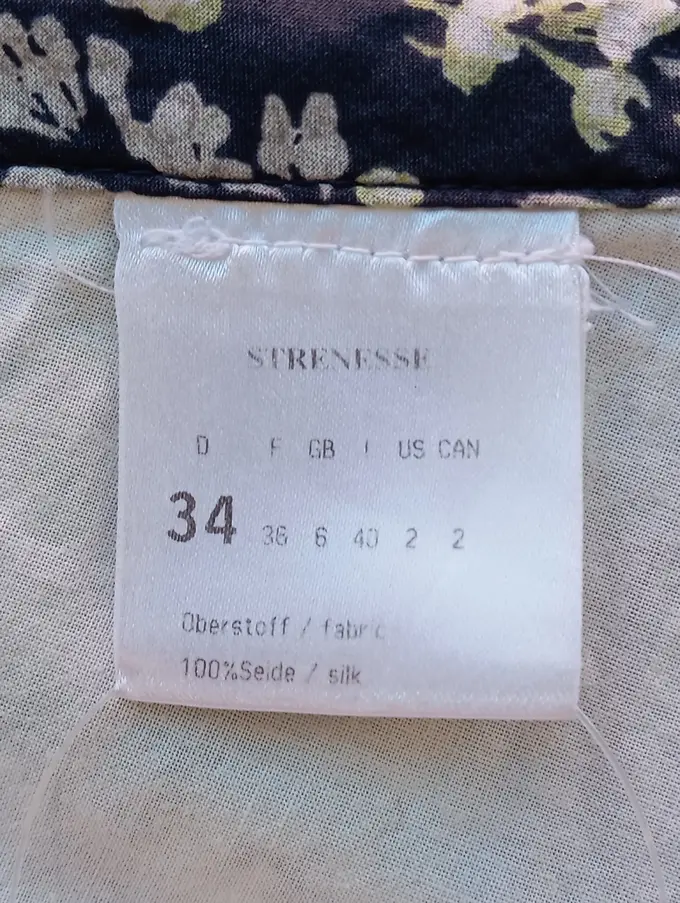 STRENESSE
D F GB I US CAN
34 36 6 40 2 2
Oberstoff / fabric
100%Seide / silk